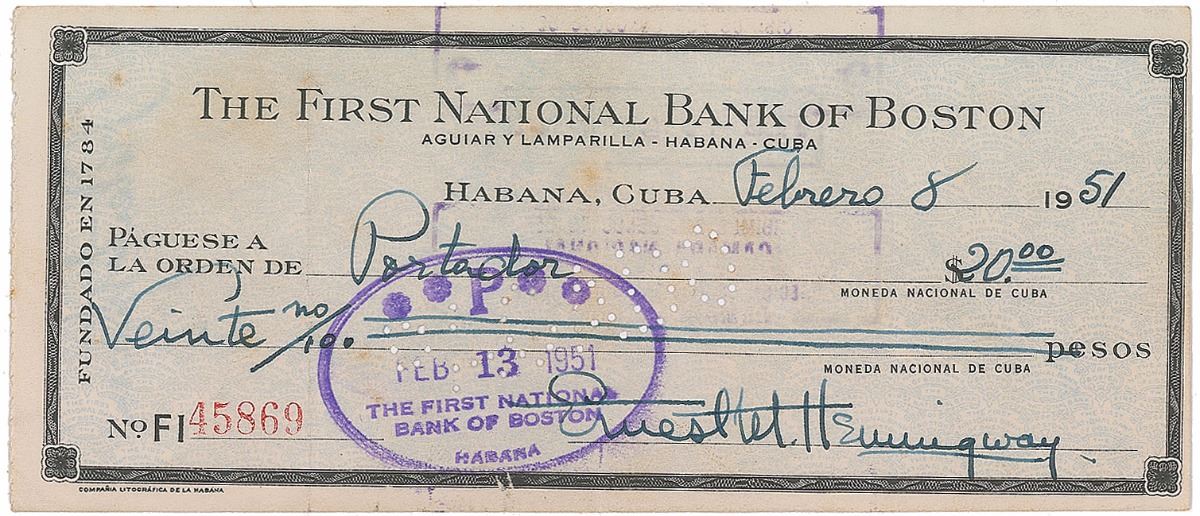 THE FIRST NATIONAL BANK OF BOSTON
AGUIAR Y LAMPARILLA - HABANA - CUBA
HABANA, CUBA Febrero 8 1951
FUNDADO EN 1784
PÁGUESE A
LA ORDEN DE Portador $20.00
MONEDA NACIONAL DE CUBA
Veinte no/100 pesos
MONEDA NACIONAL DE CUBA
P
FEB 13 1951
THE FIRST NATIONAL
BANK OF BOSTON
HABANA
No FI 45869
Ernest M. Hemingway
COMPAÑIA LITOGRÁFICA DE LA HABANA